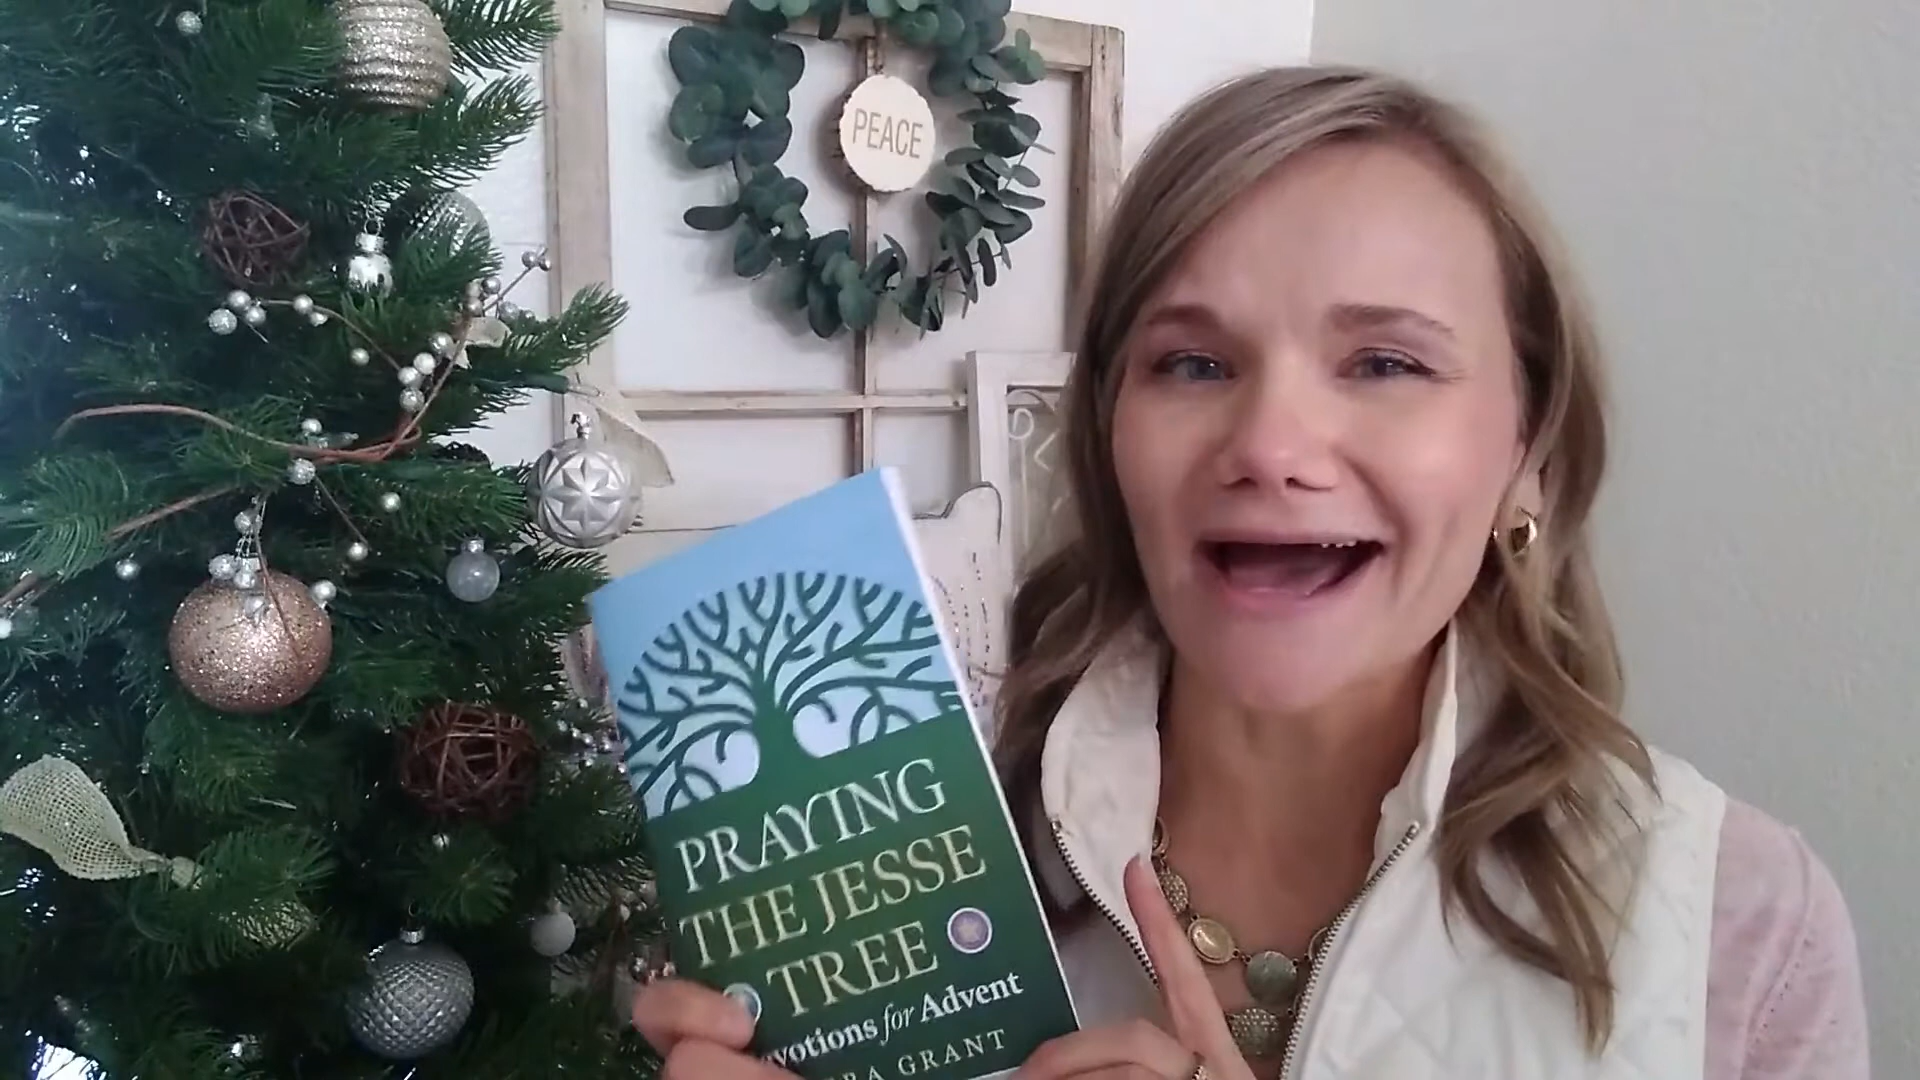 PEACE
PRAYING
THE JESSE
TREE
for Advent
GRANT